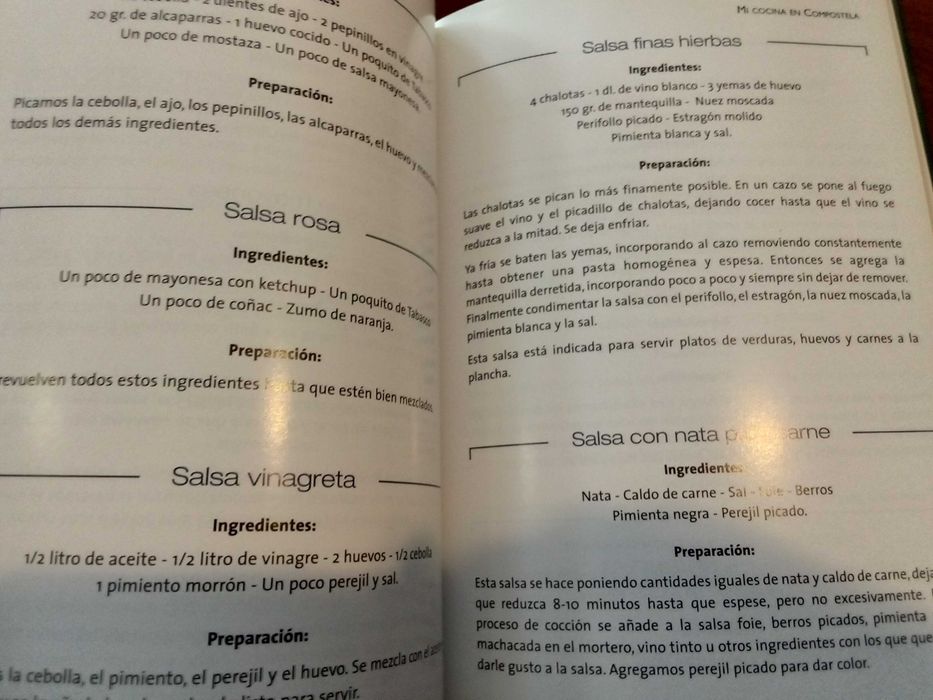 dientes de ajo - 2 pepinillos en vinagre
20 gr. de alcaparras - 1 huevo cocido - Un poquito de Tabasco
Un poco de mostaza - Un poco de salsa mayonesa.
Preparación:
Picamos la cebolla, el ajo, los pepinillos, las alcaparras, el huevo y
todos los demás ingredientes.
Salsa rosa
Ingredientes:
Un poco de mayonesa con ketchup - Un poquito de Tabasco
Un poco de coñac - Zumo de naranja.
Preparación:
revuelven todos estos ingredientes hasta que estén bien mezclados.
Salsa vinagreta
Ingredientes:
1/2 litro de aceite - 1/2 litro de vinagre - 2 huevos - 1/2 cebolla
1 pimiento morrón - Un poco perejil y sal.
Preparación:
la cebolla, el pimiento, el perejil y el huevo. Se mezcla con el
para servir.
MI COCINA EN COMPOSTELA
Salsa finas hierbas
Ingredientes:
4 chalotas - 1 dl. de vino blanco - 3 yemas de huevo
150 gr. de mantequilla - Nuez moscada
Perifollo picado - Estragón molido
Pimienta blanca y sal.
Preparación:
Las chalotas se pican lo más finamente posible. En un cazo se pone al fuego
suave el vino y el picadillo de chalotas, dejando cocer hasta que el vino se
reduzca a la mitad. Se deja enfriar.
Ya fría se baten las yemas, incorporando al cazo removiendo constantemente
hasta obtener una pasta homogénea y espesa. Entonces se agrega la
mantequilla derretida, incorporando poco a poco y siempre sin dejar de remover.
Finalmente condimentar la salsa con el perifollo, el estragón, la nuez moscada, la
pimienta blanca y la sal.
Esta salsa está indicada para servir platos de verduras, huevos y carnes a la
plancha.
Salsa con nata para carne
Ingredientes
Nata - Caldo de carne - Sal - foie - Berros
Pimienta negra - Perejil picado.
Preparación:
Esta salsa se hace poniendo cantidades iguales de nata y caldo de carne, deja
que reduzca 8-10 minutos hasta que espese, pero no excesivamente.
proceso de cocción se añade a la salsa foie, berros picados, pimienta
machacada en el mortero, vino tinto u otros ingredientes con los que que
darle gusto a la salsa. Agregamos perejil picado para dar color.